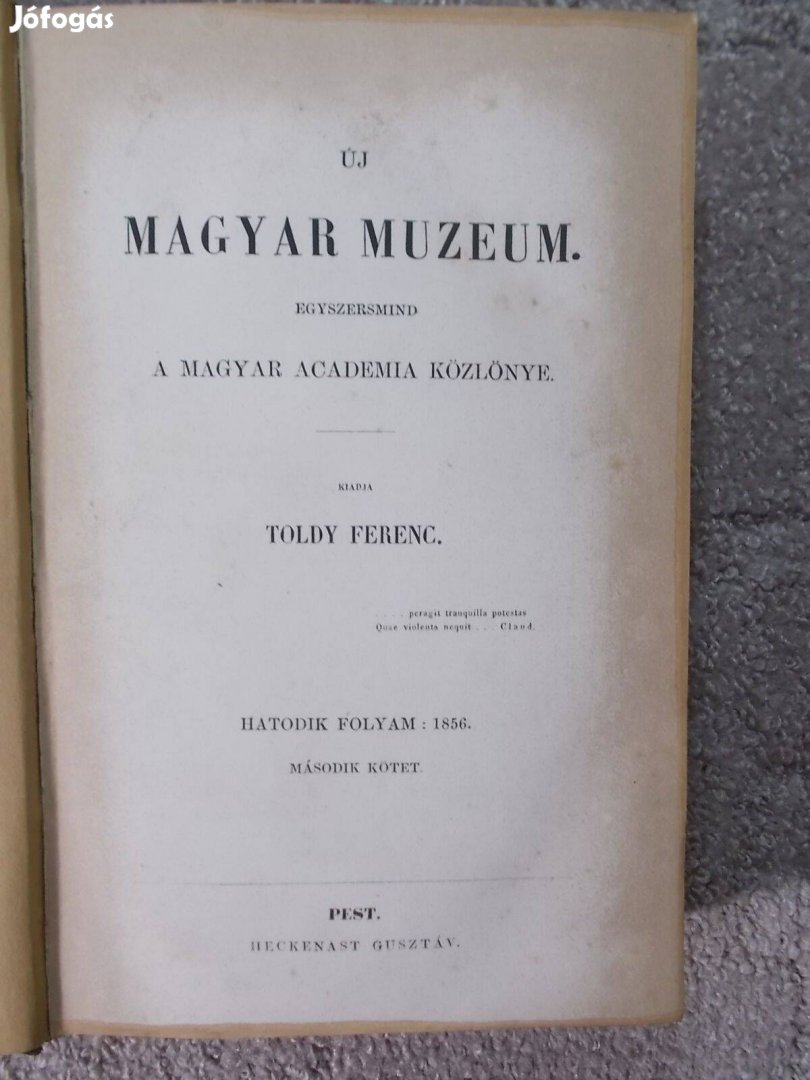 Jófogás
ÚJ
MAGYAR MUZEUM.
EGYSZERSMIND
A MAGYAR ACADEMIA KÖZLÖNYE.
KIADJA
TOLDY FERENC.
. . . . peragit tranquilla potestas
Quae violenta nequit . . . Claud.
HATODIK FOLYAM : 1856.
MÁSODIK KÖTET.
PEST.
HECKENAST GUSZTÁV.